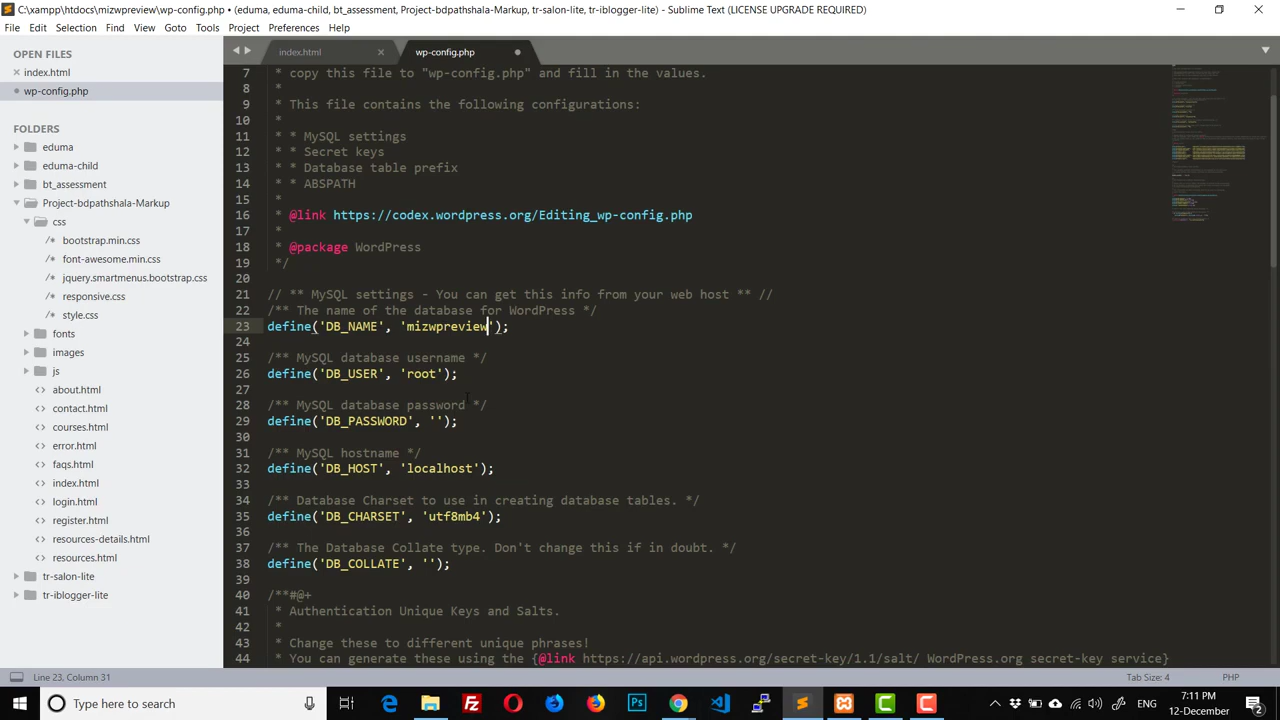 C:\xampp\htdocs\mizwpreview\wp-config.php • (eduma, eduma-child, bt_assessment, Project-bdpathshala-Markup, tr-salon-lite, tr-iblogger-lite) - Sublime Text (LICENSE UPGRADE REQUIRED)
File Edit Selection Find View Goto Tools Project Preferences Help
OPEN FILES
index.html
wp-config.php
FOLDERS
eduma
eduma-child
bt_assessment
Project-bdpathshala-Markup
css
bootstrap.min.css
font-awesome.min.css
jquery.smartmenus.bootstrap.css
responsive.css
style.css
fonts
images
js
about.html
contact.html
courses.html
error.html
faqs.html
index.html
login.html
register.html
resources-details.html
resources.html
tr-salon-lite
tr-iblogger-lite
index.html
wp-config.php
7 * copy this file to "wp-config.php" and fill in the values.
8 *
9 * This file contains the following configurations:
10 *
11 * * MySQL settings
12 * * Secret keys
13 * * Database table prefix
14 * * ABSPATH
15 *
16 * @link https://codex.wordpress.org/Editing_wp-config.php
17 *
18 * @package WordPress
19 */
20
21 // ** MySQL settings - You can get this info from your web host ** //
22 /** The name of the database for WordPress */
23 define('DB_NAME', 'mizwpreview');
24
25 /** MySQL database username */
26 define('DB_USER', 'root');
27
28 /** MySQL database password */
29 define('DB_PASSWORD', '');
30
31 /** MySQL hostname */
32 define('DB_HOST', 'localhost');
33
34 /** Database Charset to use in creating database tables. */
35 define('DB_CHARSET', 'utf8mb4');
36
37 /** The Database Collate type. Don't change this if in doubt. */
38 define('DB_COLLATE', '');
39
40 /**#@+
41 * Authentication Unique Keys and Salts.
42 *
43 * Change these to different unique phrases!
44 * You can generate these using the {@link https://api.wordpress.org/secret-key/1.1/salt/ WordPress.org secret-key service}
Line 23, Column 31
Tab Size: 4
PHP
Type here to search
7:11 PM
12-December
2